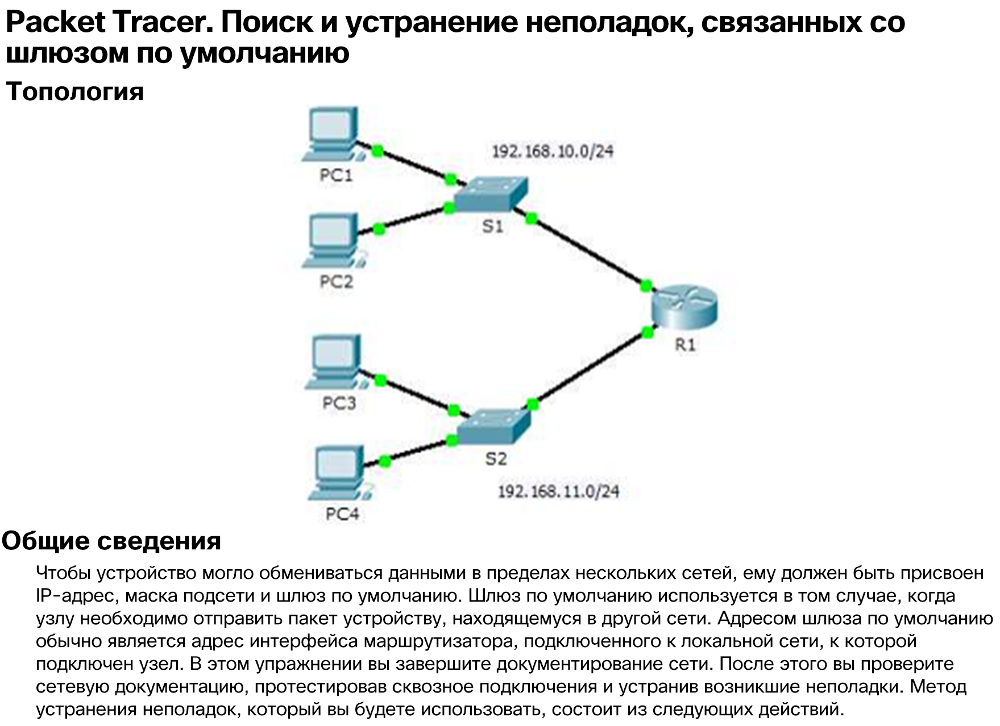 Packet Tracer. Поиск и устранение неполадок, связанных со
шлюзом по умолчанию
Топология
192.168.10.0/24
PC1
S1
PC2
R1
PC3
S2
192.168.11.0/24
PC4
Общие сведения
Чтобы устройство могло обмениваться данными в пределах нескольких сетей, ему должен быть присвоен
IP-адрес, маска подсети и шлюз по умолчанию. Шлюз по умолчанию используется в том случае, когда
узлу необходимо отправить пакет устройству, находящемуся в другой сети. Адресом шлюза по умолчанию
обычно является адрес интерфейса маршрутизатора, подключенного к локальной сети, к которой
подключен узел. В этом упражнении вы завершите документирование сети. После этого вы проверите
сетевую документацию, протестировав сквозное подключения и устранив возникшие неполадки. Метод
устранения неполадок, который вы будете использовать, состоит из следующих действий.